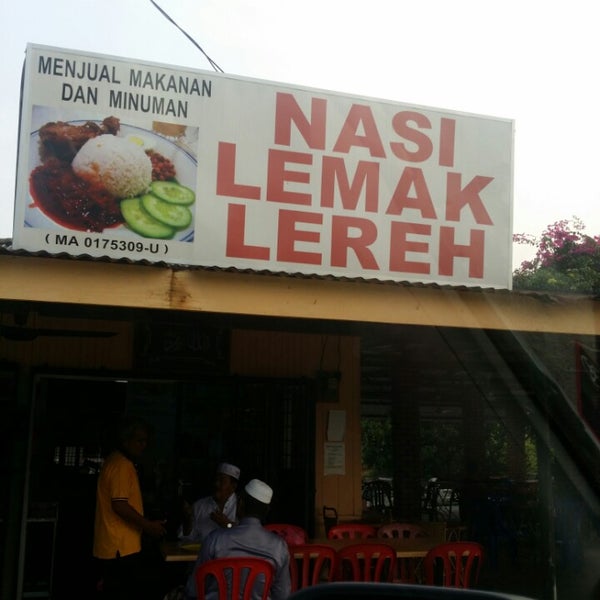 MENJUAL MAKANAN
DAN MINUMAN
( MA 0175309-U )
NASI
LEMAK
LEREH